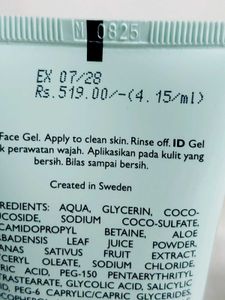 N 0825
EX 07/28
Rs.519.00/-(4.15/ml)
Face Gel. Apply to clean skin. Rinse off. ID Gel
k perawatan wajah. Aplikasikan pada kulit yang
bersih. Bilas sampai bersih.
Created in Sweden
REDIENTS: AQUA, GLYCERIN, COCO-
UCOSIDE, SODIUM COCO-SULFATE,
CAMIDOPROPYL BETAINE, ALOE
BADENSIS LEAF JUICE POWDER,
ANAS SATIVUS FRUIT EXTRACT,
CERYL OLEATE, SODIUM CHLORIDE,
RIC ACID, PEG-150 PENTAERYTHRITYL
STEARATE, GLYCOLIC ACID, SALICYLIC
ID, PEG-6 CAPRYLIC/CAPRIC GLYCERIDES